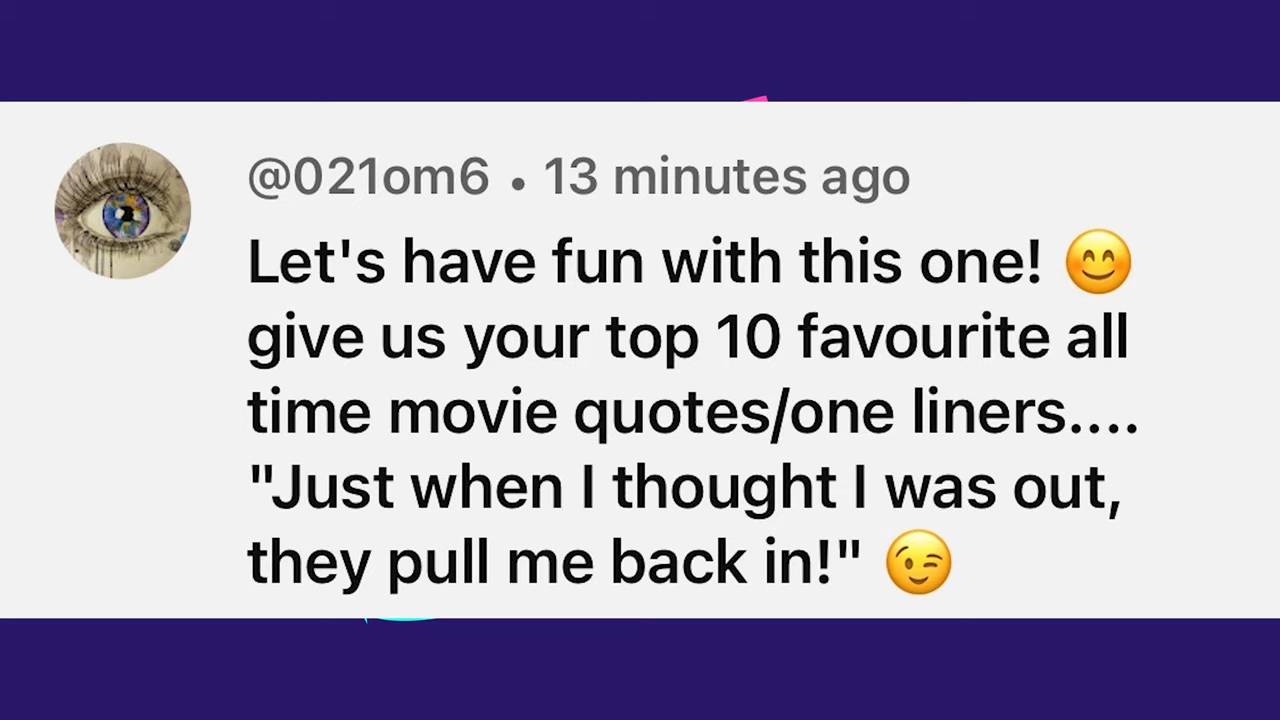 @021om6 • 13 minutes ago
Let's have fun with this one! 😊
give us your top 10 favourite all
time movie quotes/one liners....
"Just when I thought I was out,
they pull me back in!" 😉